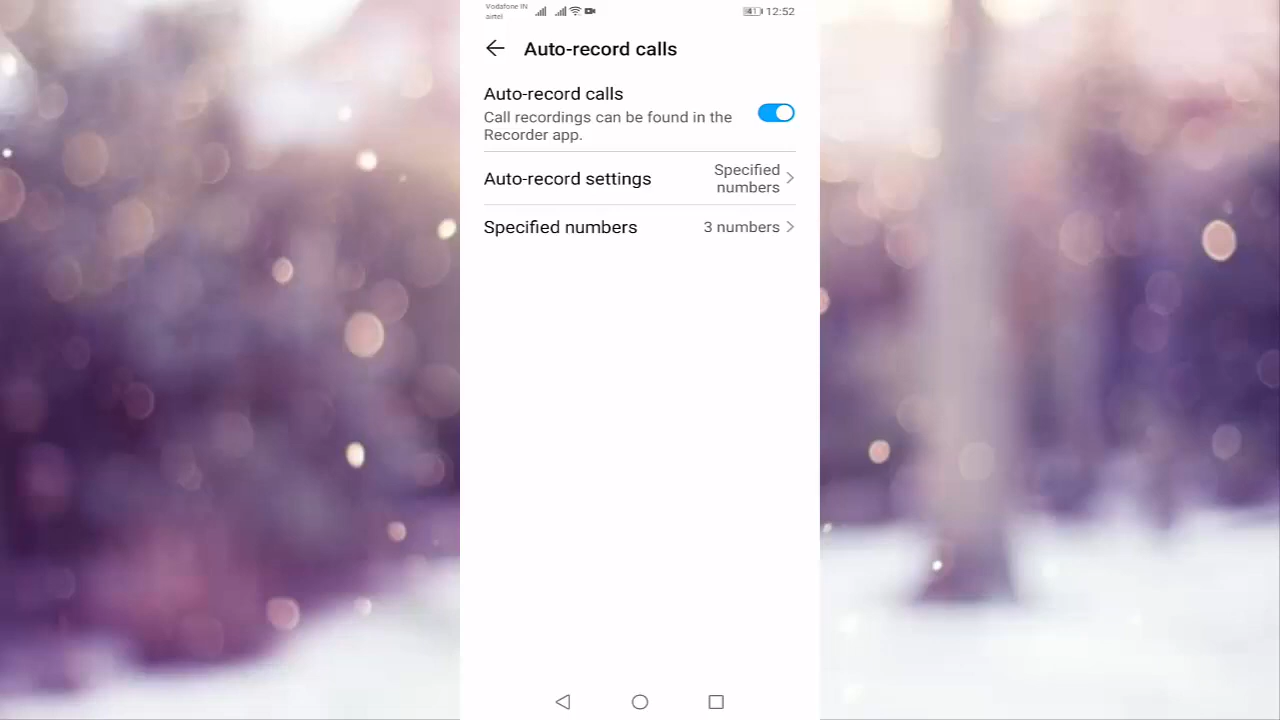 Vodafone IN
airtel
41 12:52
Auto-record calls
Auto-record calls
Call recordings can be found in the
Recorder app.
Auto-record settings
Specified
numbers
Specified numbers
3 numbers